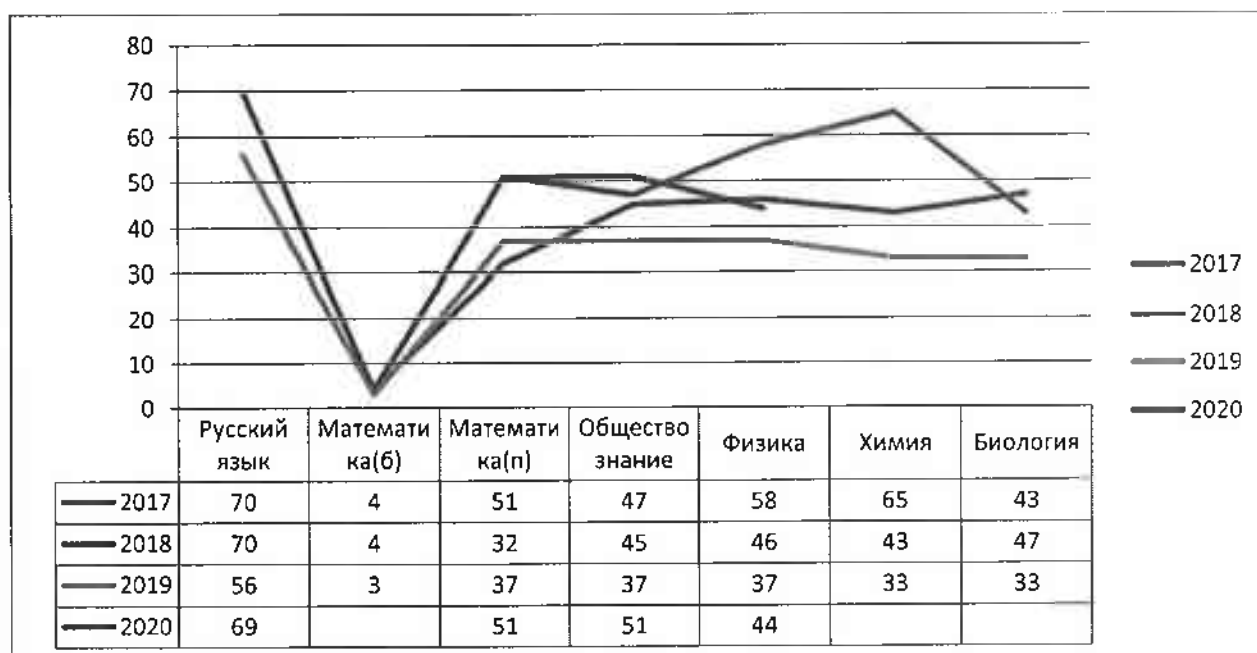 80
70
60
50
40
30
20
10
0
Русский язык
Математи ка(б)
Математи ка(п)
Общество знание
Физика
Химия
Биология
2017 70 4 51 47 58 65 43
2018 70 4 32 45 46 43 47
2019 56 3 37 37 37 33 33
2020 69 51 51 44
2017
2018
2019
2020